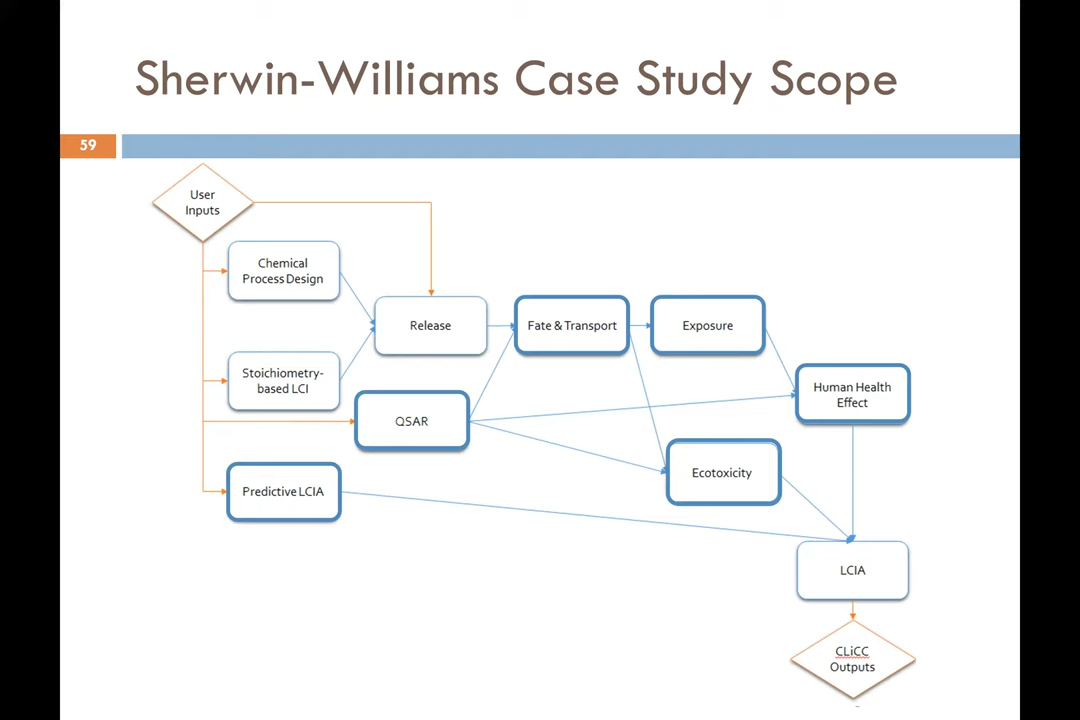 Sherwin-Williams Case Study Scope
59
User
Inputs
Chemical
Process Design
Release
Fate & Transport
Exposure
Stoichiometry-
based LCI
Human Health
Effect
QSAR
Ecotoxicity
Predictive LCIA
LCIA
CLiCC
Outputs